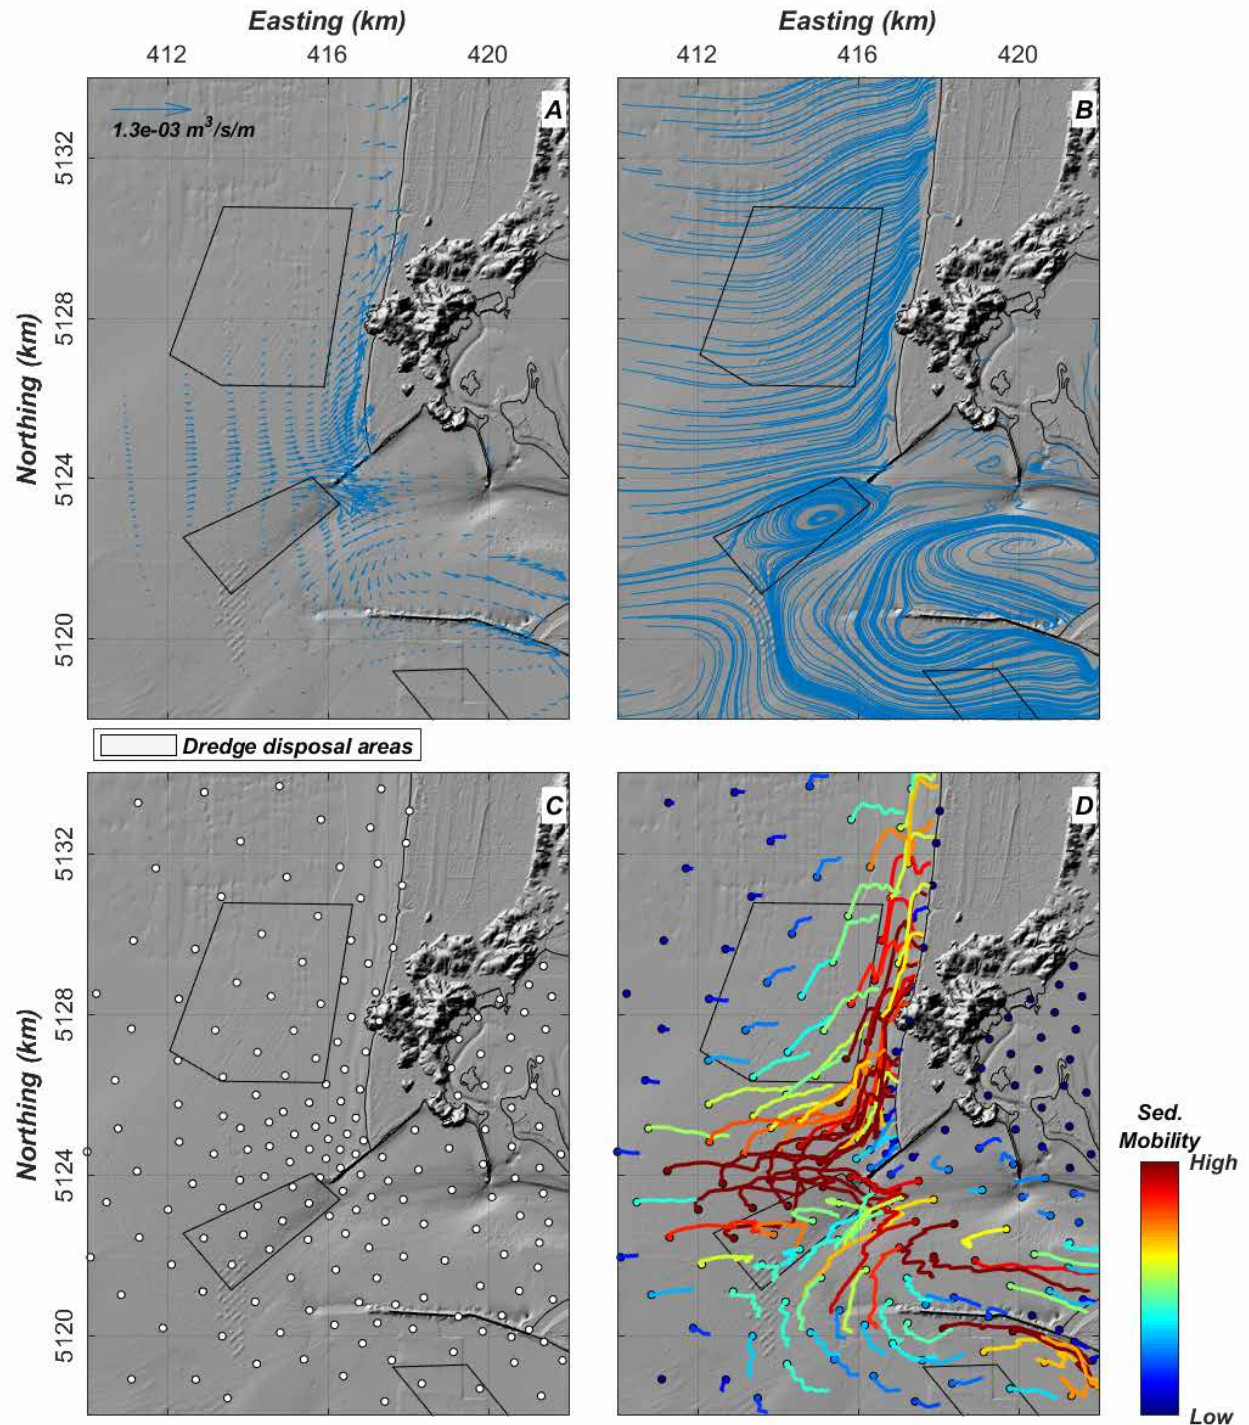 Easting (km)
Easting (km)
412 416 420
416 420
1.3e-03 m³/s/m
A
B
Northing (km)
5132
5128
5124
5120
Dredge disposal areas
C
D
Northing (km)
5132
5128
5124
5120
Sed.
Mobility
High
Low